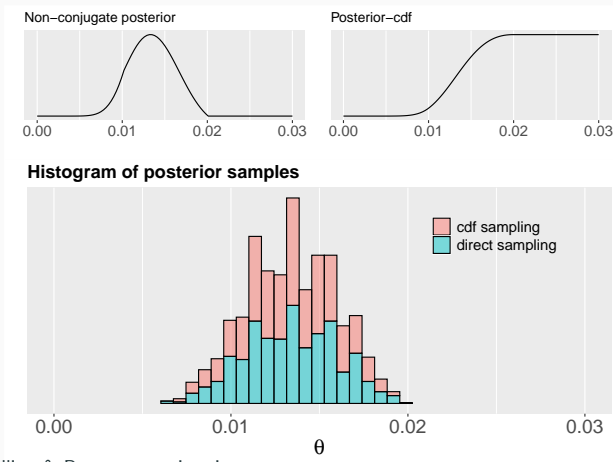 Non−conjugate posterior
Posterior−cdf
0.00 0.01 0.02 0.03
0.00 0.01 0.02 0.03
Histogram of posterior samples
cdf sampling
direct sampling
0.00 0.01 0.02 0.03
θ